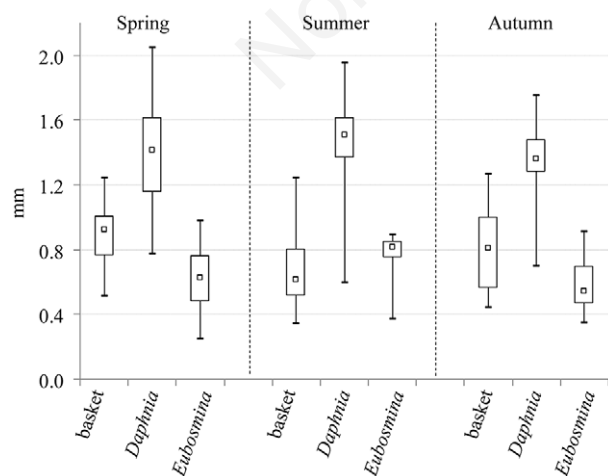 Spring Summer Autumn
2.0
1.6
1.2
0.8
0.4
0.0
mm
basket Daphnia Eubosmina basket Daphnia Eubosmina basket Daphnia Eubosmina